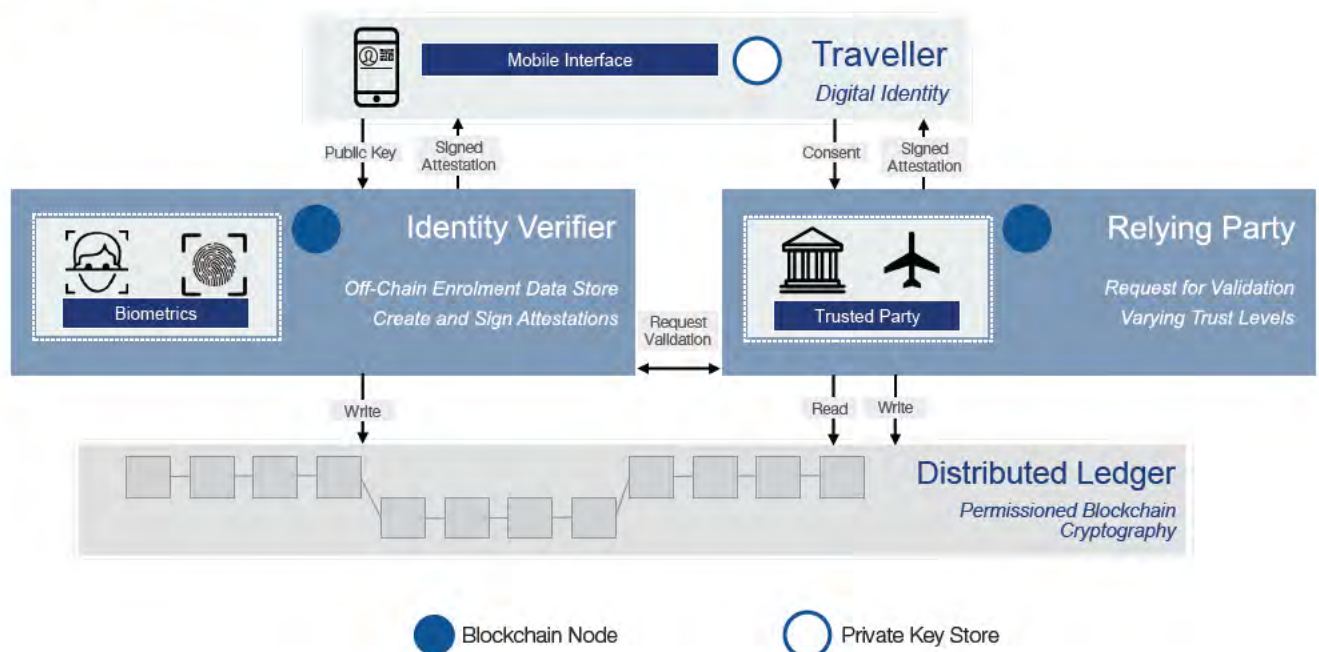 Mobile Interface
Traveller
Digital Identity
Public Key
Signed
Attestation
Consent
Signed
Attestation
Identity Verifier
Off-Chain Enrolment Data Store
Create and Sign Attestations
Biometrics
Request
Validation
Relying Party
Request for Validation
Varying Trust Levels
Trusted Party
Write
Read
Write
Distributed Ledger
Permissioned Blockchain
Cryptography
Blockchain Node
Private Key Store